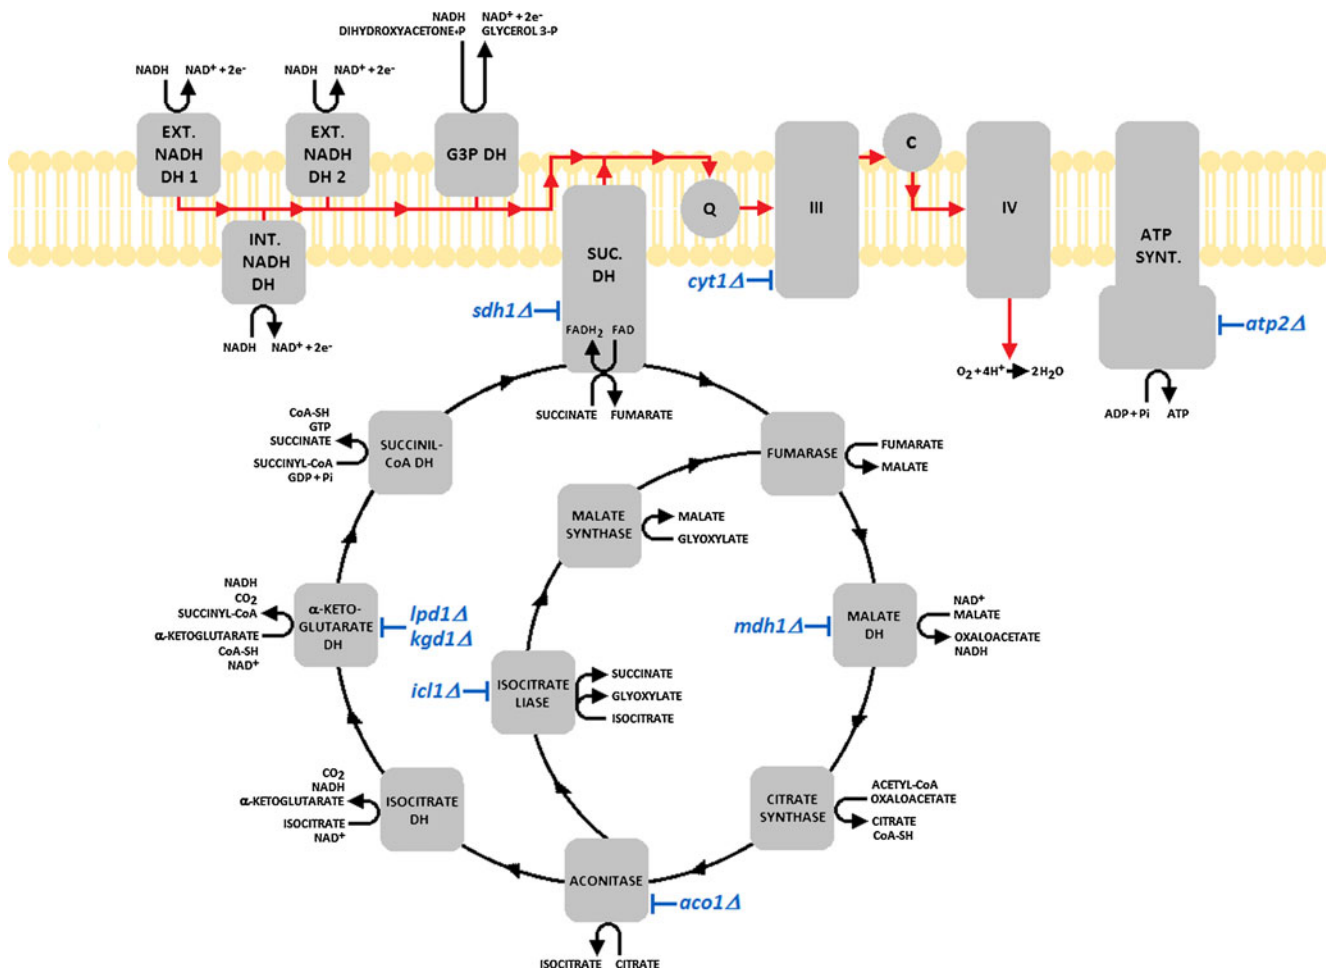 NADH NAD⁺ + 2e⁻
DIHYDROXYACETONE-P GLYCEROL 3-P
NADH NAD⁺ + 2e⁻
NADH NAD⁺ + 2e⁻
EXT.
NADH
DH 1
EXT.
NADH
DH 2
G3P DH
C
INT.
NADH
DH
SUC.
DH
Q
III
IV
ATP
SYNT.
NADH NAD⁺ + 2e⁻
sdh1Δ
cyt1Δ
atp2Δ
FADH₂ FAD
SUCCINATE FUMARATE
O₂ + 4H⁺ 2H₂O
ADP + Pi ATP
CoA-SH
GTP
SUCCINATE
SUCCINYL-CoA
GDP + Pi
SUCCINIL-
CoA DH
FUMARASE
FUMARATE
MALATE
MALATE
SYNTHASE
MALATE
GLYOXYLATE
NADH
CO₂
SUCCINYL-CoA
α-KETOGLUTARATE
CoA-SH
NAD⁺
α-KETO-
GLUTARATE
DH
lpd1Δ
kgd1Δ
mdh1Δ
MALATE
DH
NAD⁺
MALATE
OXALOACETATE
NADH
icl1Δ
ISOCITRATE
LIASE
SUCCINATE
GLYOXYLATE
ISOCITRATE
CO₂
NADH
α-KETOGLUTARATE
ISOCITRATE
NAD⁺
ISOCITRATE
DH
CITRATE
SYNTHASE
ACETYL-CoA
OXALOACETATE
CITRATE
CoA-SH
ACONITASE
aco1Δ
ISOCITRATE CITRATE